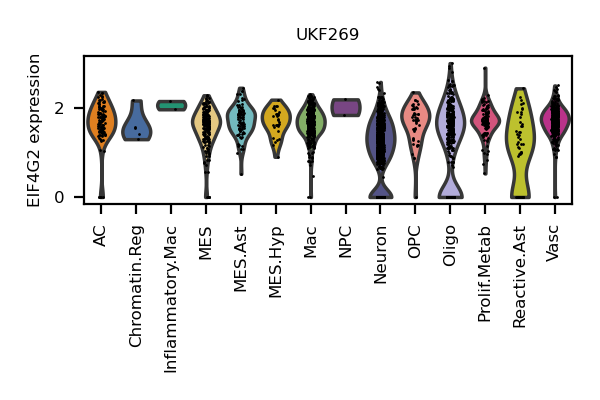 UKF269
EIF4G2 expression
2
0
AC
Chromatin.Reg
Inflammatory.Mac
MES
MES.Ast
MES.Hyp
Mac
NPC
Neuron
OPC
Oligo
Prolif.Metab
Reactive.Ast
Vasc